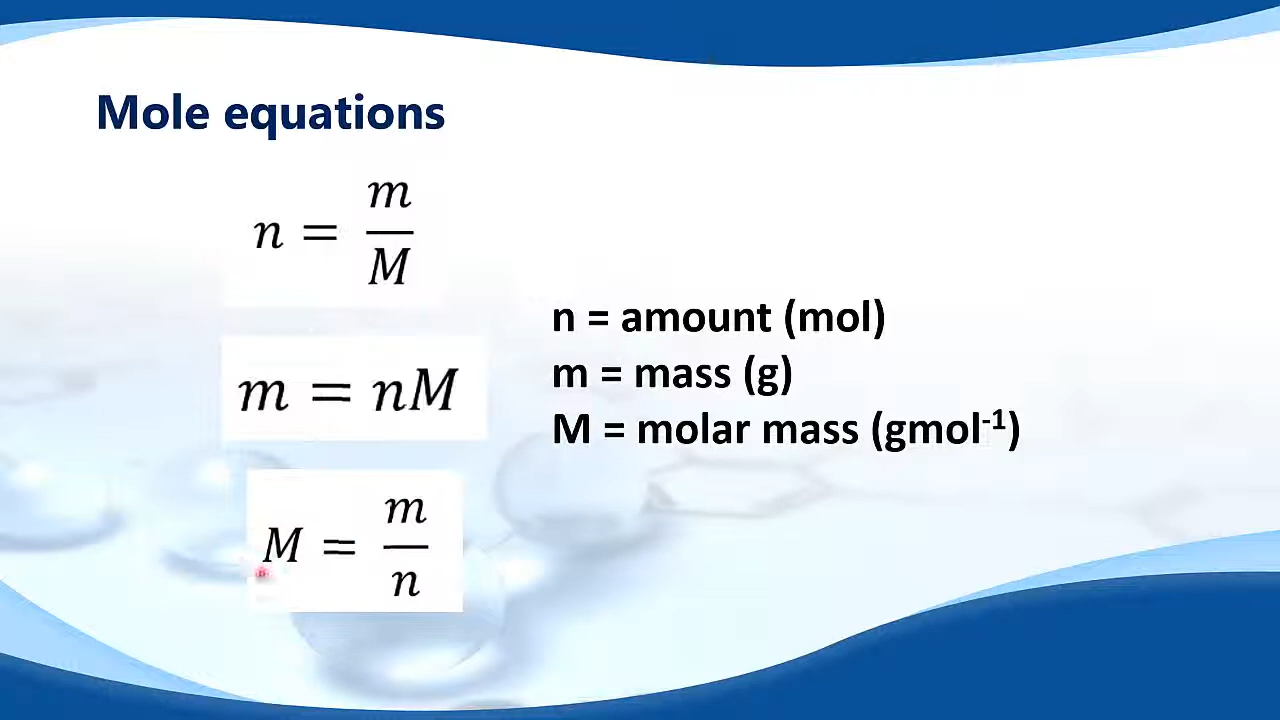 Mole equations
n = m/M
m = nM
M = m/n
n = amount (mol)
m = mass (g)
M = molar mass (gmol⁻¹)